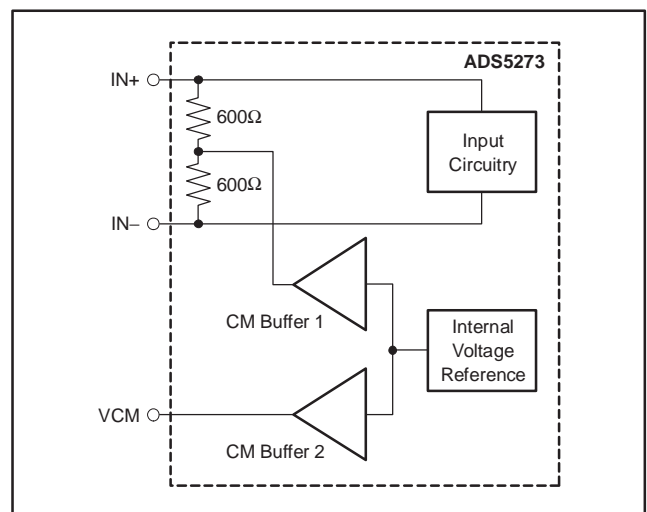 ADS5273
IN+
600Ω
Input
Circuitry
600Ω
IN−
CM Buffer 1
Internal
Voltage
Reference
VCM
CM Buffer 2